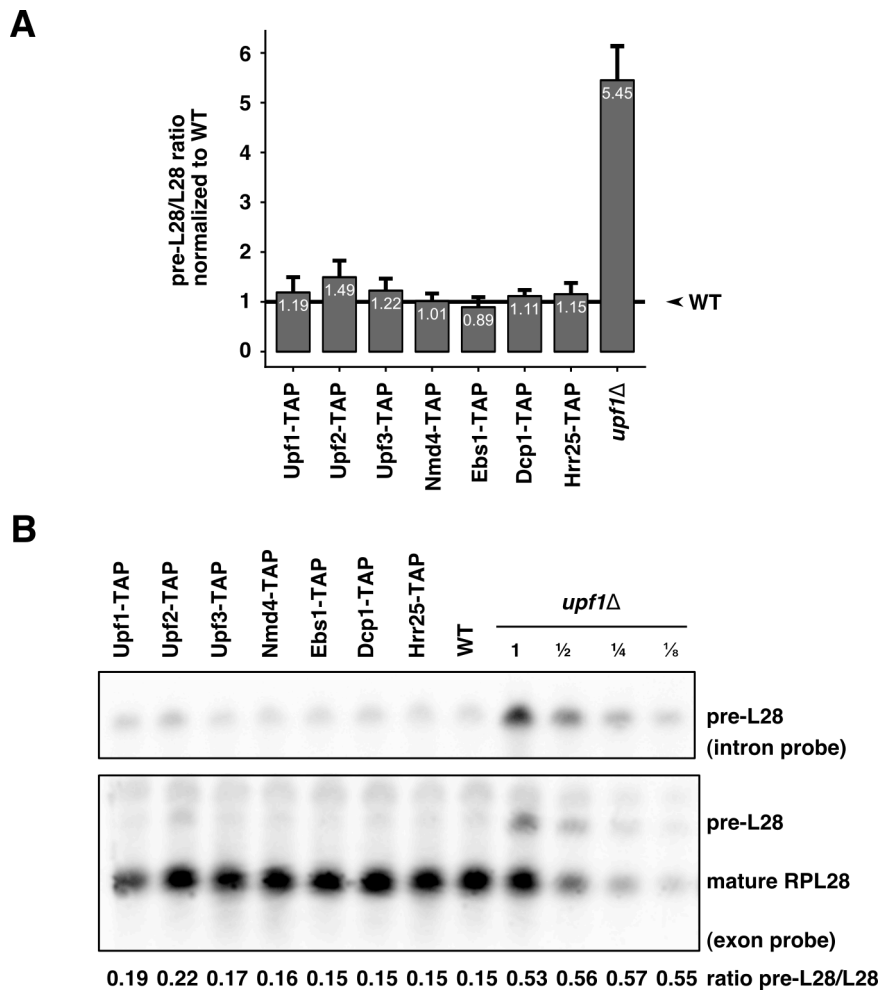 A
pre-L28/L28 ratio
normalized to WT
6
5
4
3
2
1
0
1.19
1.49
1.22
1.01
0.89
1.11
1.15
5.45
WT
Upf1-TAP
Upf2-TAP
Upf3-TAP
Nmd4-TAP
Ebs1-TAP
Dcp1-TAP
Hrr25-TAP
upf1Δ
B
Upf1-TAP
Upf2-TAP
Upf3-TAP
Nmd4-TAP
Ebs1-TAP
Dcp1-TAP
Hrr25-TAP
WT
upf1Δ
1 ½ ¼ ⅛
pre-L28
(intron probe)
pre-L28
mature RPL28
(exon probe)
0.19 0.22 0.17 0.16 0.15 0.15 0.15 0.15 0.53 0.56 0.57 0.55 ratio pre-L28/L28